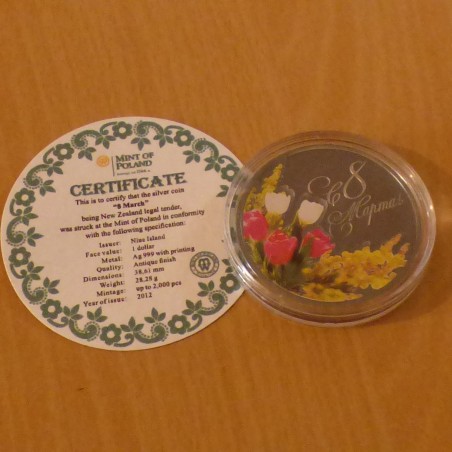 MINT OF
POLAND
CERTIFICATE
This is to certify that the silver coin
"8 March"
being New Zealand legal tender,
was struck at the Mint of Poland in conformity
with the following specification:
Issuer: Niue Island
Face value: 1 dollar
Metal: Ag 999 with printing
Quality: Antique finish
Dimensions: 38,61 mm
Weight: 28,28 g
Mintage: up to 2,000 pcs
Year of issue: 2012
8
Марта